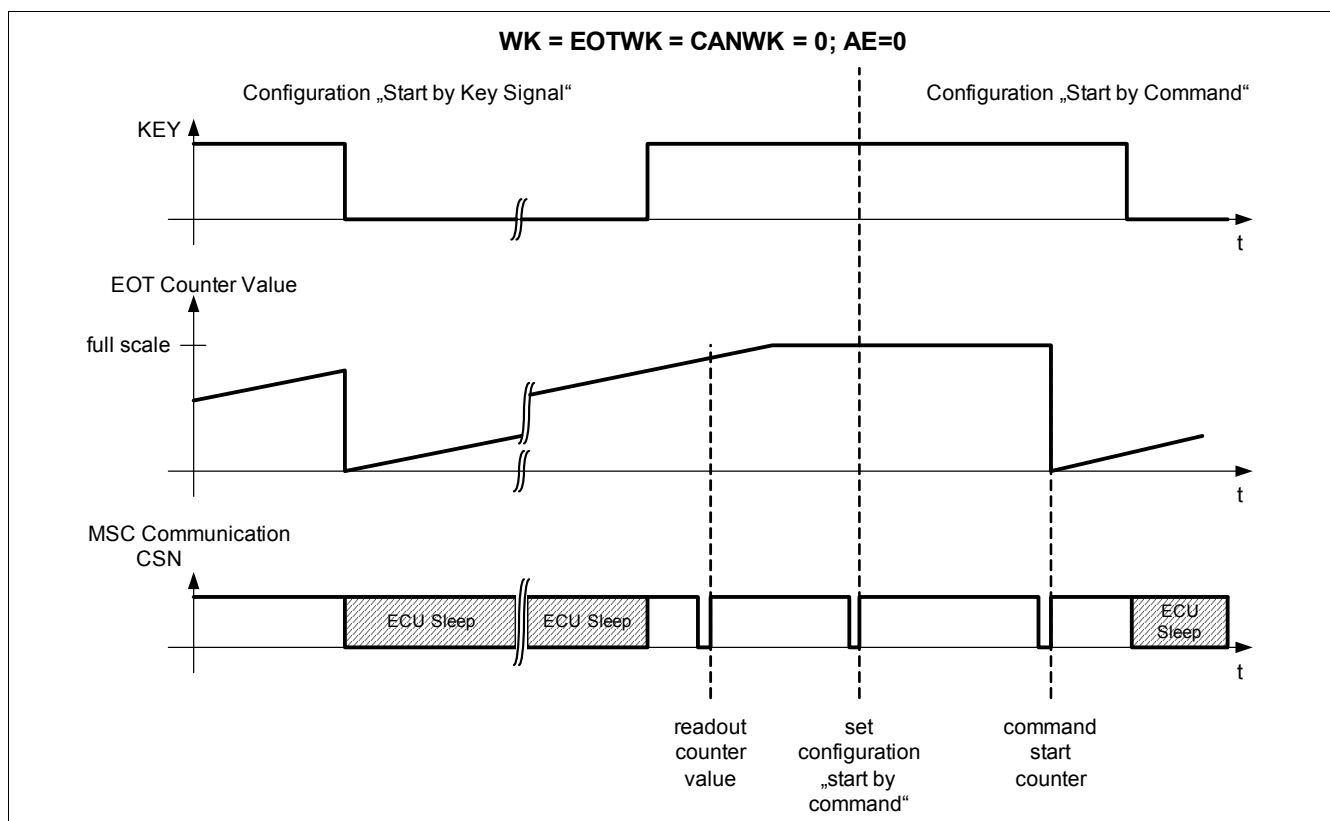 WK = EOTWK = CANWK = 0; AE=0
Configuration „Start by Key Signal“
Configuration „Start by Command“
KEY
t
EOT Counter Value
full scale
t
MSC Communication
CSN
ECU Sleep
ECU Sleep
ECU
Sleep
t
readout
counter
value
set
configuration
„start by
command“
command
start
counter